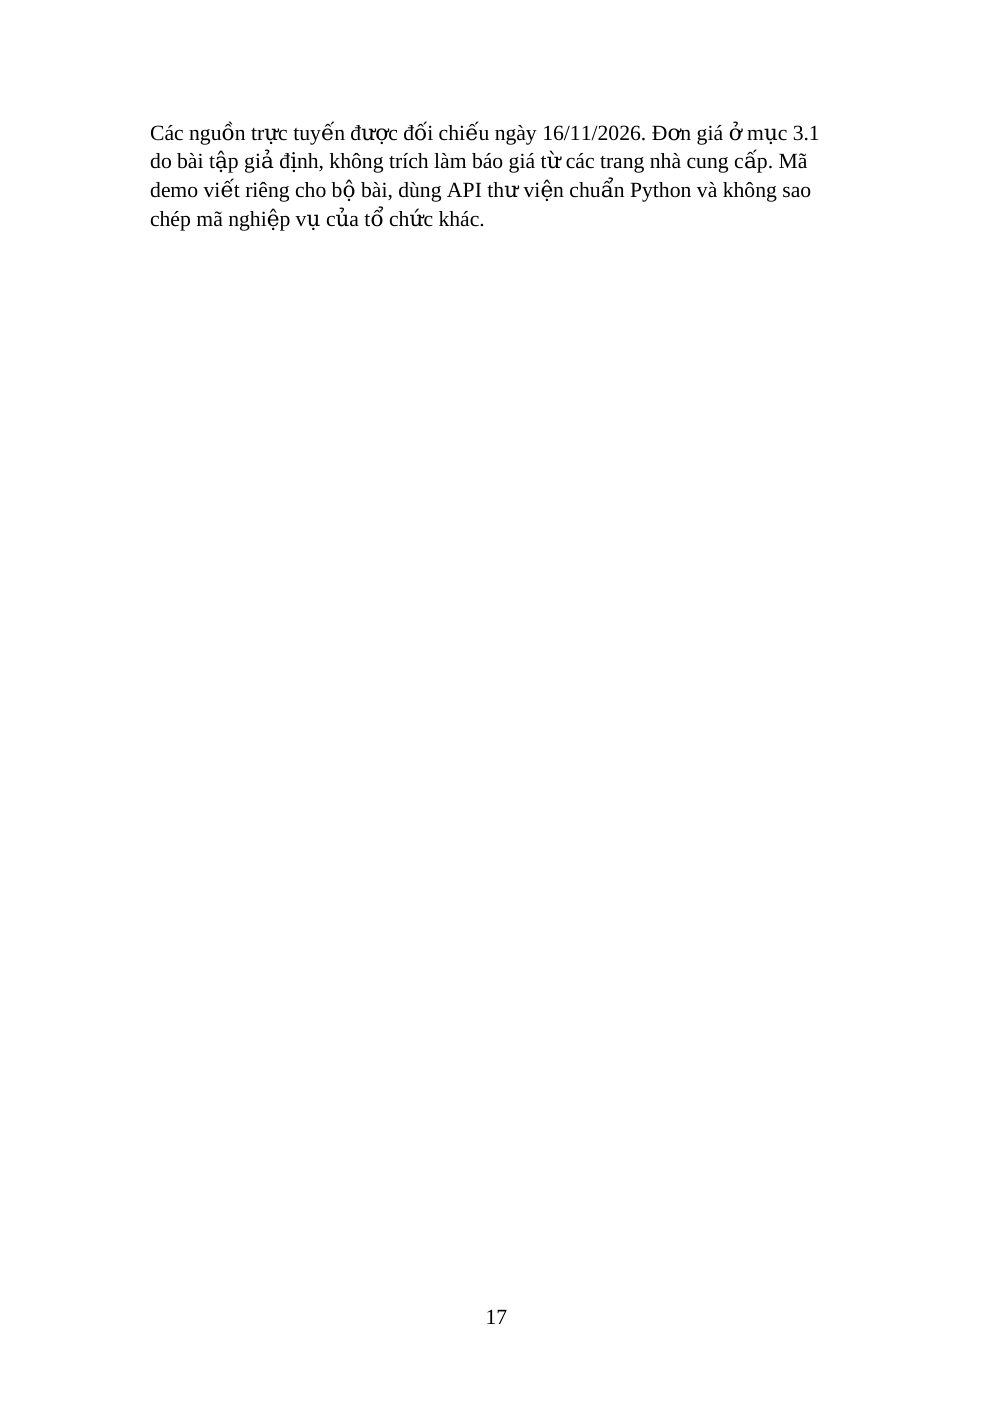 Các nguồn trực tuyến được đối chiếu ngày 16/11/2026. Đơn giá ở mục 3.1
do bài tập giả định, không trích làm báo giá từ các trang nhà cung cấp. Mã
demo viết riêng cho bộ bài, dùng API thư viện chuẩn Python và không sao
chép mã nghiệp vụ của tổ chức khác.
17